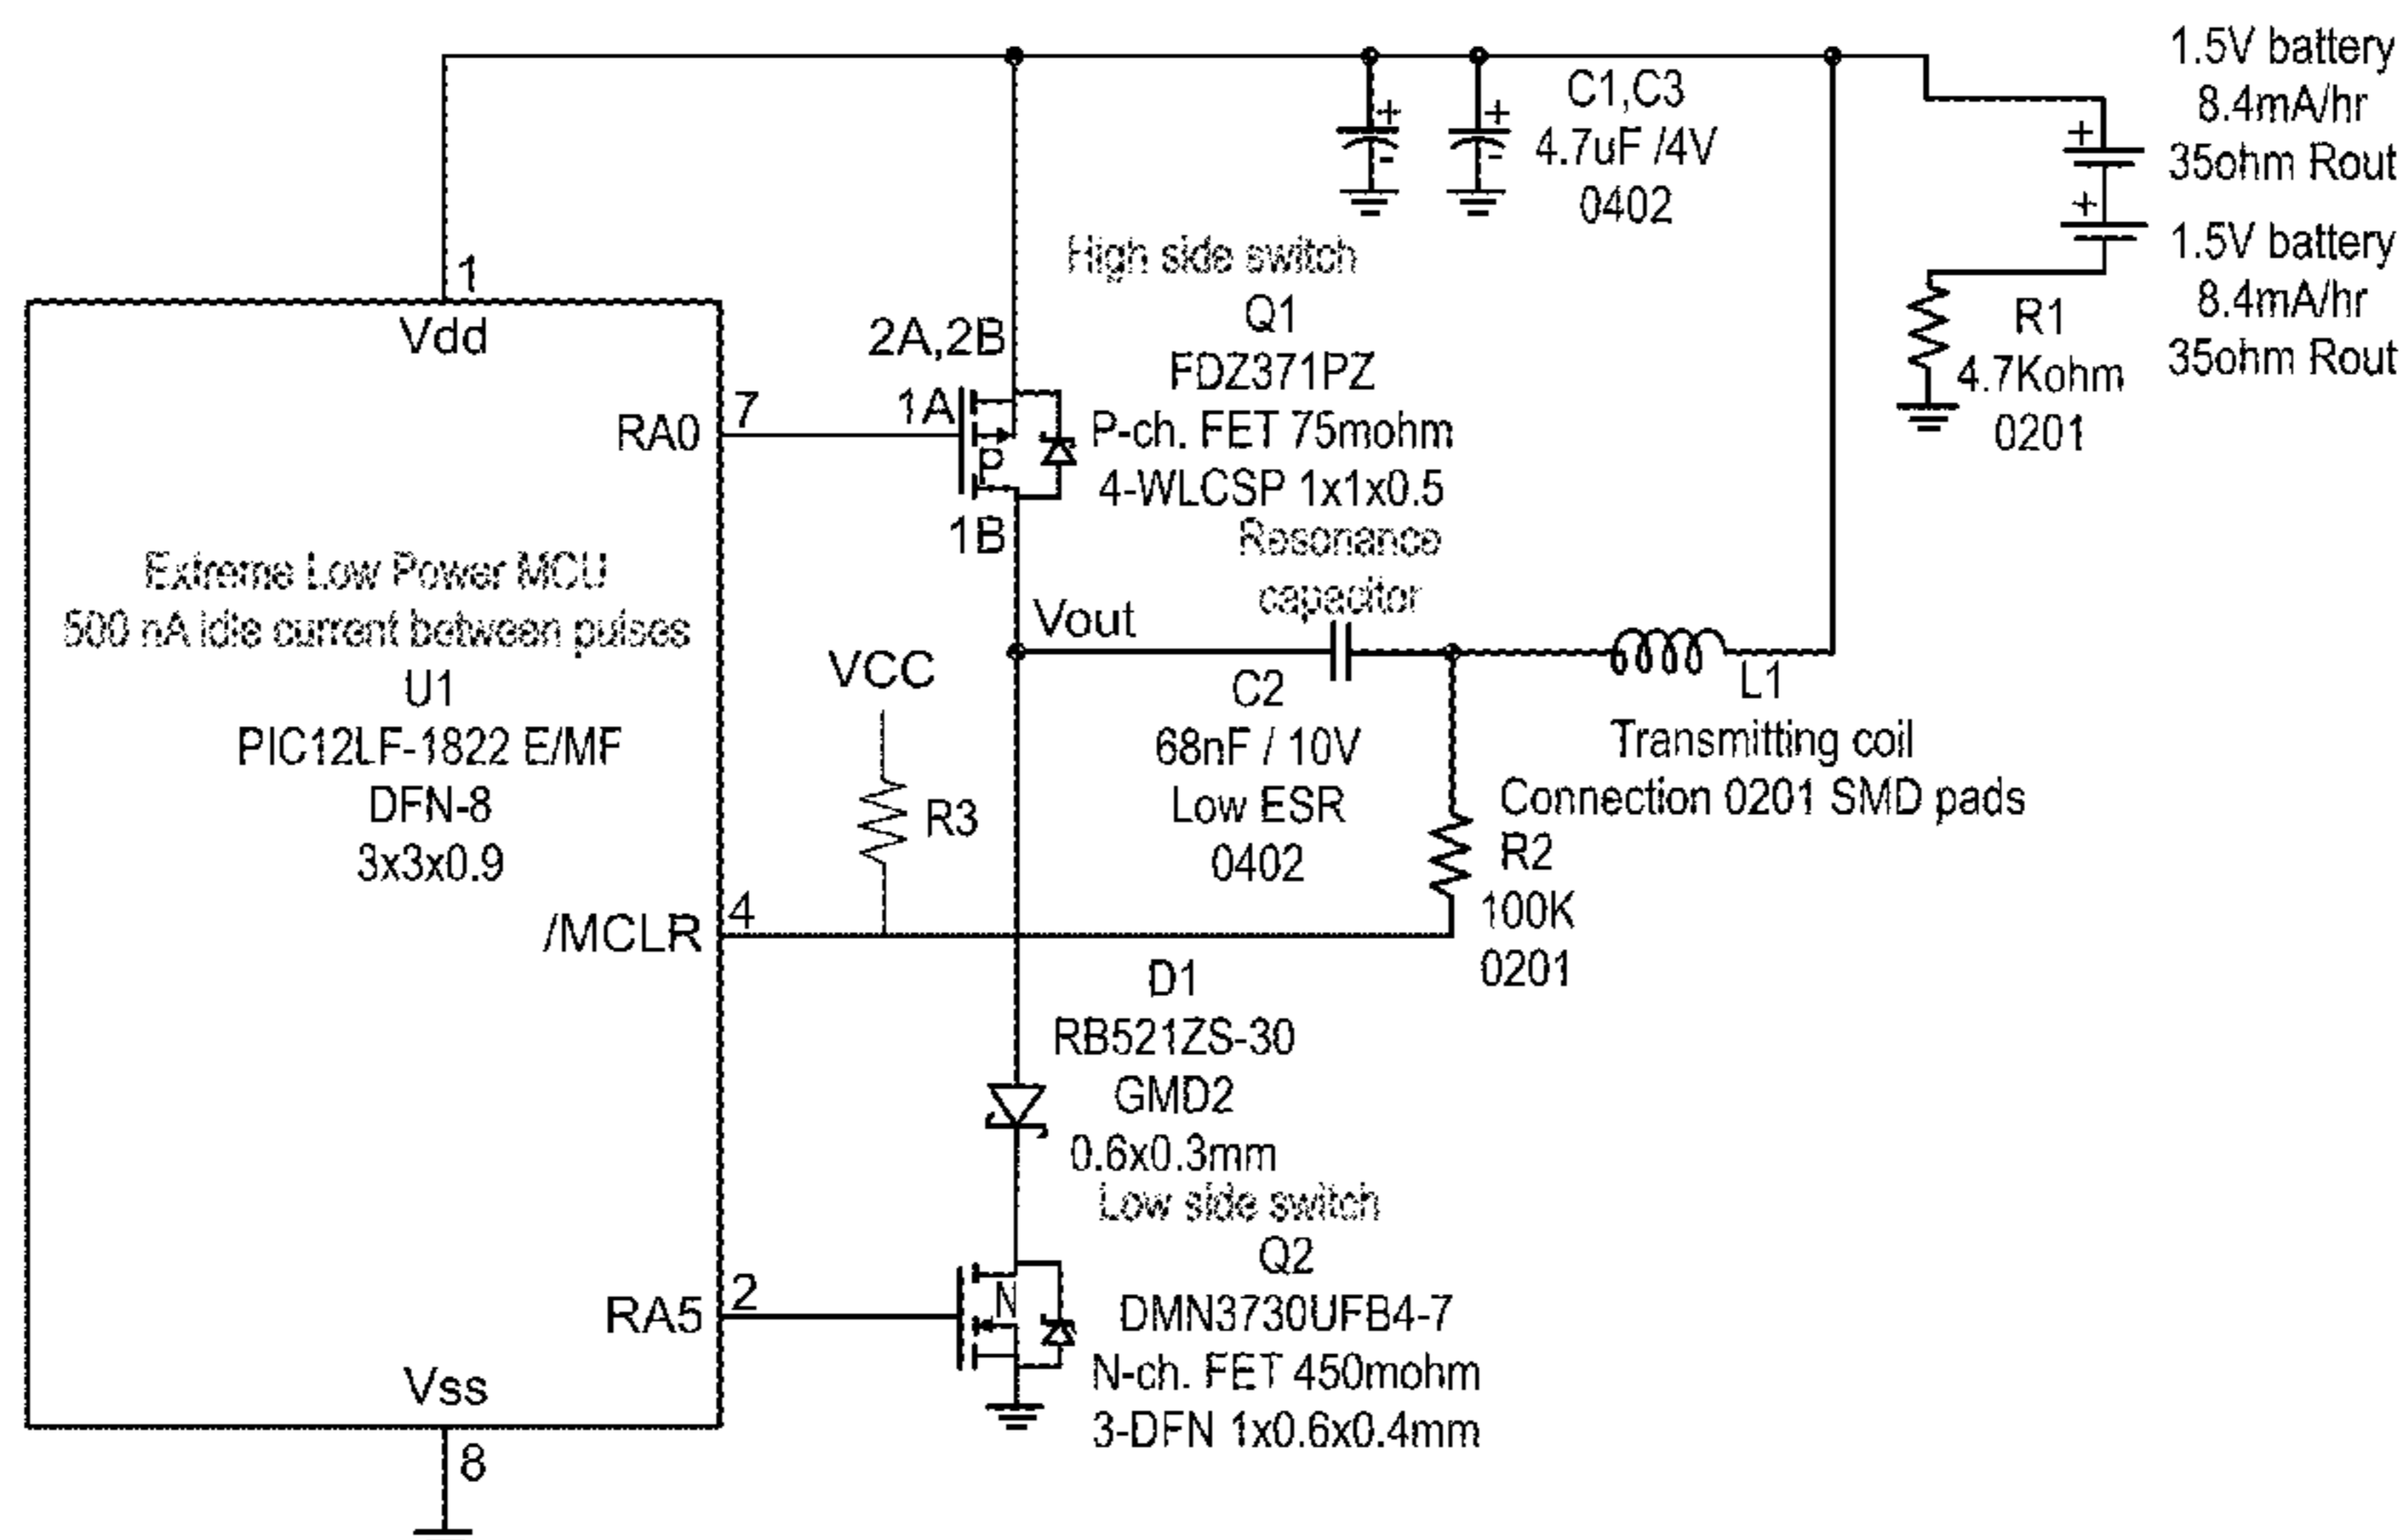 1.5V battery
8.4mA/hr
35ohm Rout
1.5V battery
8.4mA/hr
35ohm Rout
+
+
C1,C3
4.7uF /4V
0402
+
-
+
-
R1
4.7Kohm
0201
High side switch
Q1
FDZ371PZ
P-ch. FET 75mohm
4-WLCSP 1x1x0.5
2A,2B
1A
P
1B
1
Vdd
RA0
7
Extreme Low Power MCU
500 nA idle current between pulses
U1
PIC12LF-1822 E/MF
DFN-8
3x3x0.9
/MCLR
4
RA5
2
Vss
8
VCC
R3
Vout
Resonance
capacitor
C2
68nF / 10V
Low ESR
0402
L1
Transmitting coil
Connection 0201 SMD pads
R2
100K
0201
D1
RB521ZS-30
GMD2
0.6x0.3mm
Low side switch
Q2
DMN3730UFB4-7
N-ch. FET 450mohm
3-DFN 1x0.6x0.4mm
N